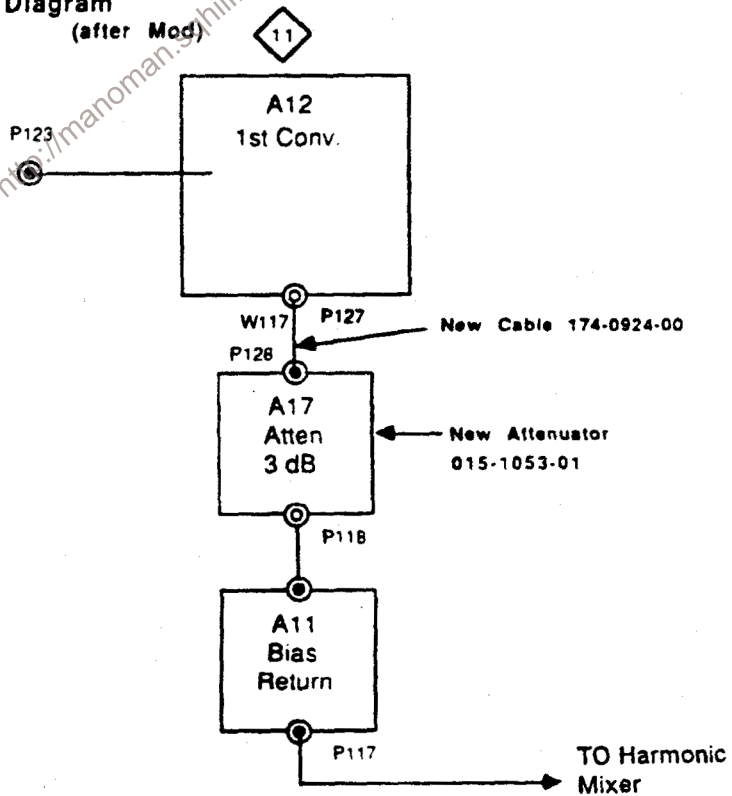 Diagram
(after Mod)
11
A12
1st Conv.
P123
W117
P127
New Cable 174-0924-00
P128
A17
Atten
3 dB
New Attenuator
015-1053-01
P118
A11
Bias
Return
P117
TO Harmonic
Mixer